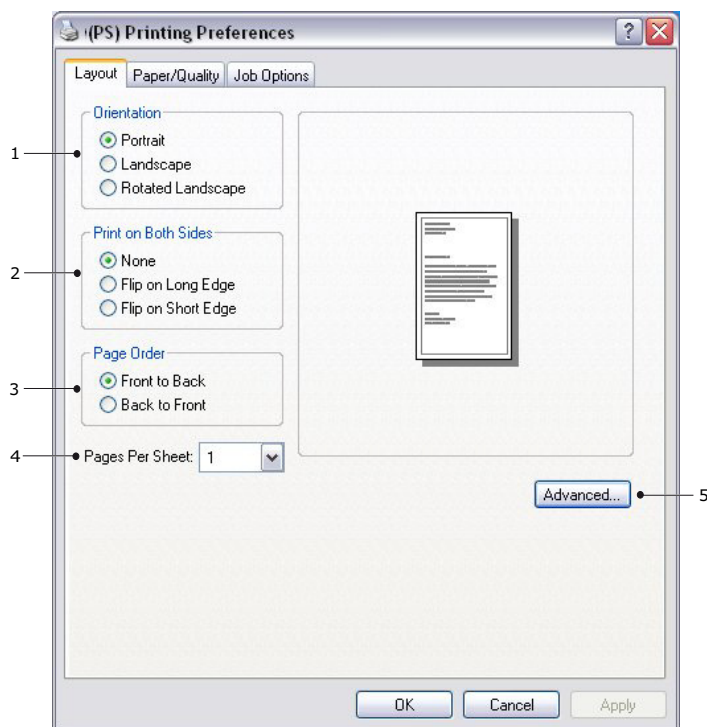 (PS) Printing Preferences
Layout Paper/Quality Job Options
Orientation
1
Portrait
Landscape
Rotated Landscape
Print on Both Sides
2
None
Flip on Long Edge
Flip on Short Edge
Page Order
3
Front to Back
Back to Front
4
Pages Per Sheet: 1
Advanced...
5
OK Cancel Apply